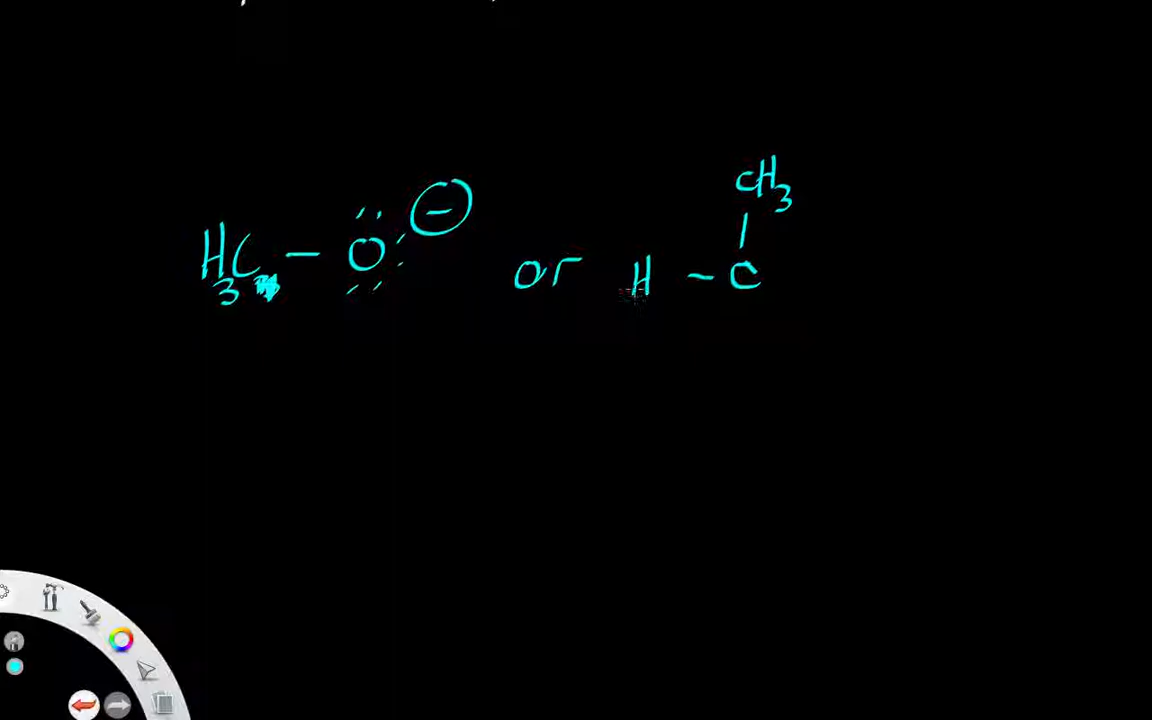 CH3
H3C - O ⊖ or H - C